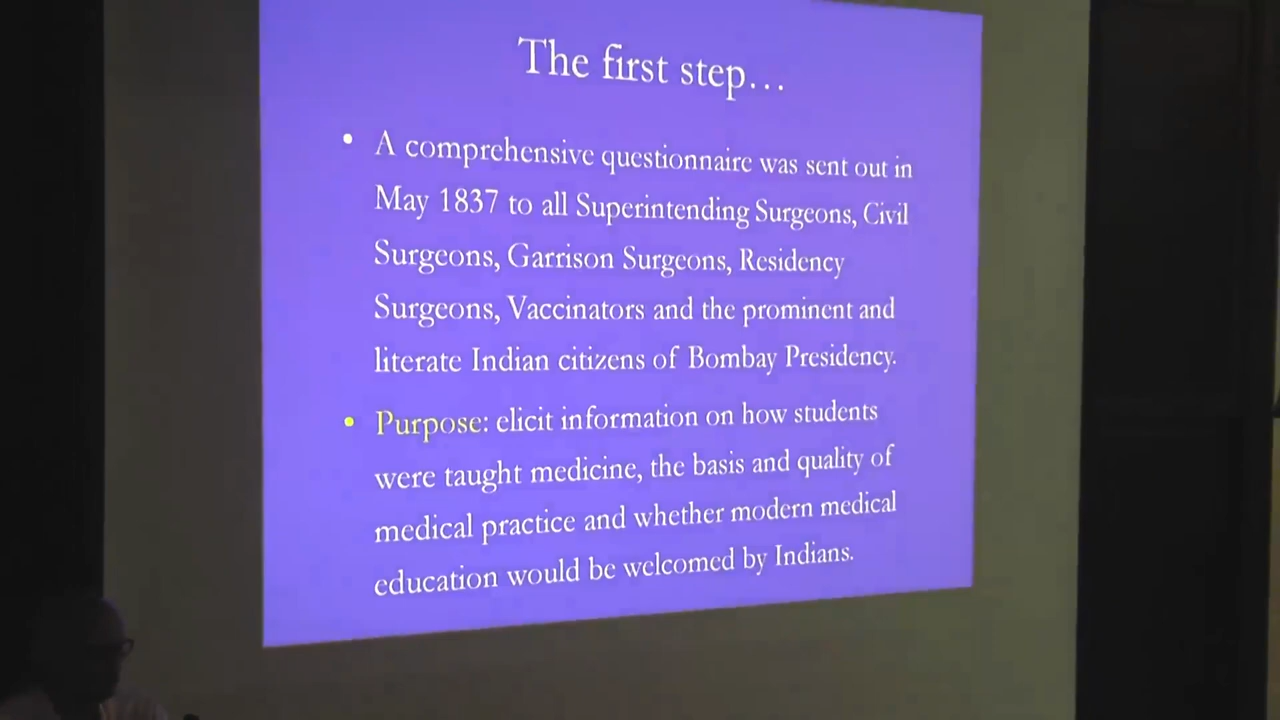 The first step...
• A comprehensive questionnaire was sent out in
May 1837 to all Superintending Surgeons, Civil
Surgeons, Garrison Surgeons, Residency
Surgeons, Vaccinators and the prominent and
literate Indian citizens of Bombay Presidency.
• Purpose: elicit information on how students
were taught medicine, the basis and quality of
medical practice and whether modern medical
education would be welcomed by Indians.